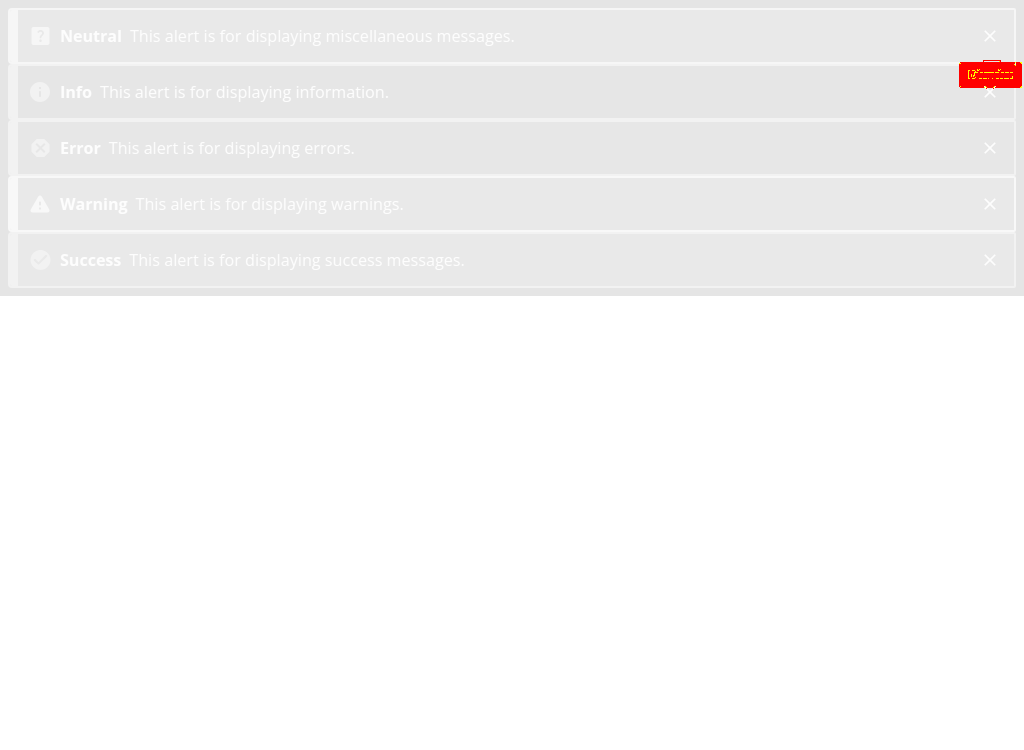 Neutral This alert is for displaying miscellaneous messages.
Info This alert is for displaying information.
Error This alert is for displaying errors.
Warning This alert is for displaying warnings.
Success This alert is for displaying success messages.